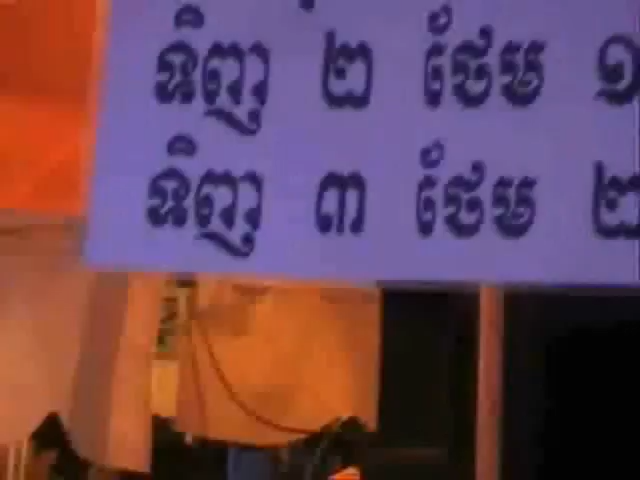 ទិញ ២ ថែម ១
ទិញ ៣ ថែម ២